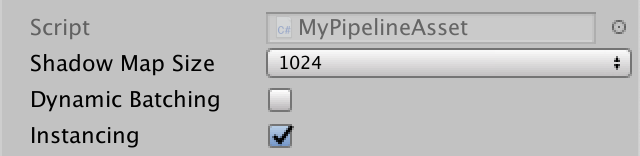 Script C# MyPipelineAsset
Shadow Map Size 1024
Dynamic Batching
Instancing